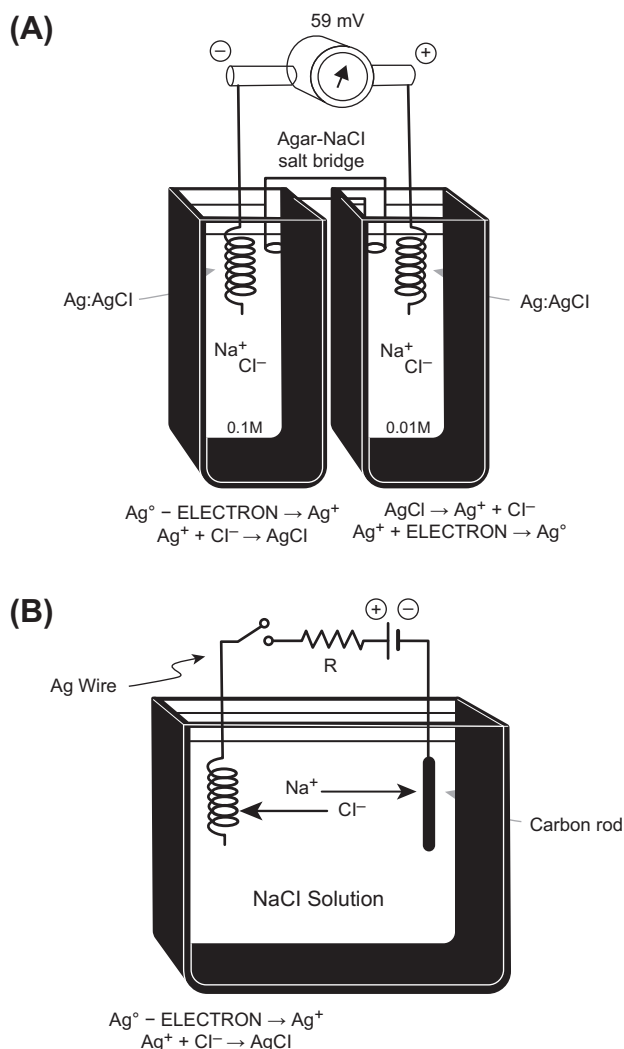 (A)
59 mV
− +
Agar-NaCl
salt bridge
Ag:AgCl
Ag:AgCl
Na⁺
Cl⁻
Na⁺
Cl⁻
0.1M
0.01M
Ag° − ELECTRON → Ag⁺
Ag⁺ + Cl⁻ → AgCl
AgCl → Ag⁺ + Cl⁻
Ag⁺ + ELECTRON → Ag°
(B)
+ −
R
Ag Wire
Na⁺
Cl⁻
Carbon rod
NaCl Solution
Ag° − ELECTRON → Ag⁺
Ag⁺ + Cl⁻ → AgCl